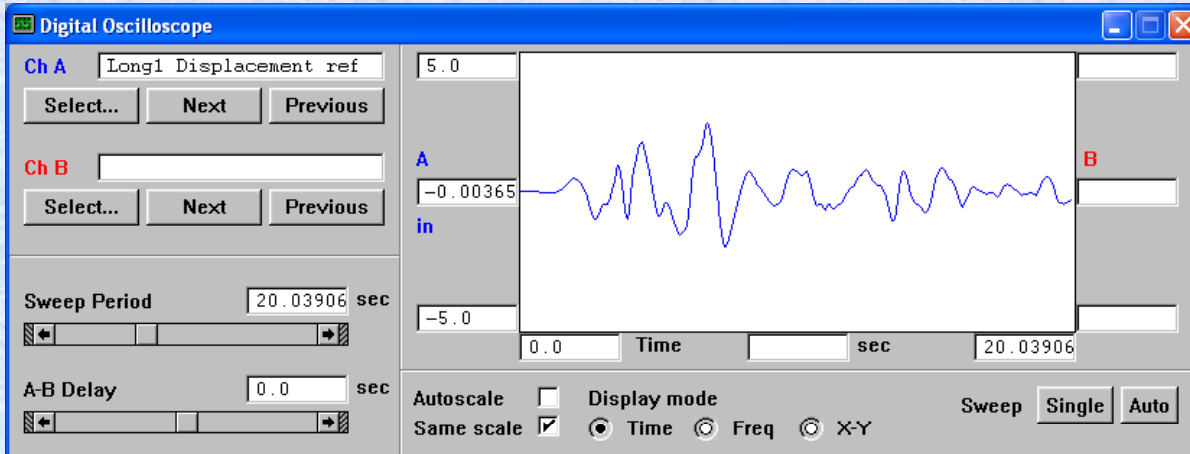 Digital Oscilloscope
Ch A Long1 Displacement ref
Select... Next Previous
Ch B
Select... Next Previous
Sweep Period 20.03906 sec
A-B Delay 0.0 sec
5.0
A
-0.00365
in
-5.0
B
0.0 Time sec 20.03906
Autoscale Display mode
Same scale Time Freq X-Y
Sweep Single Auto